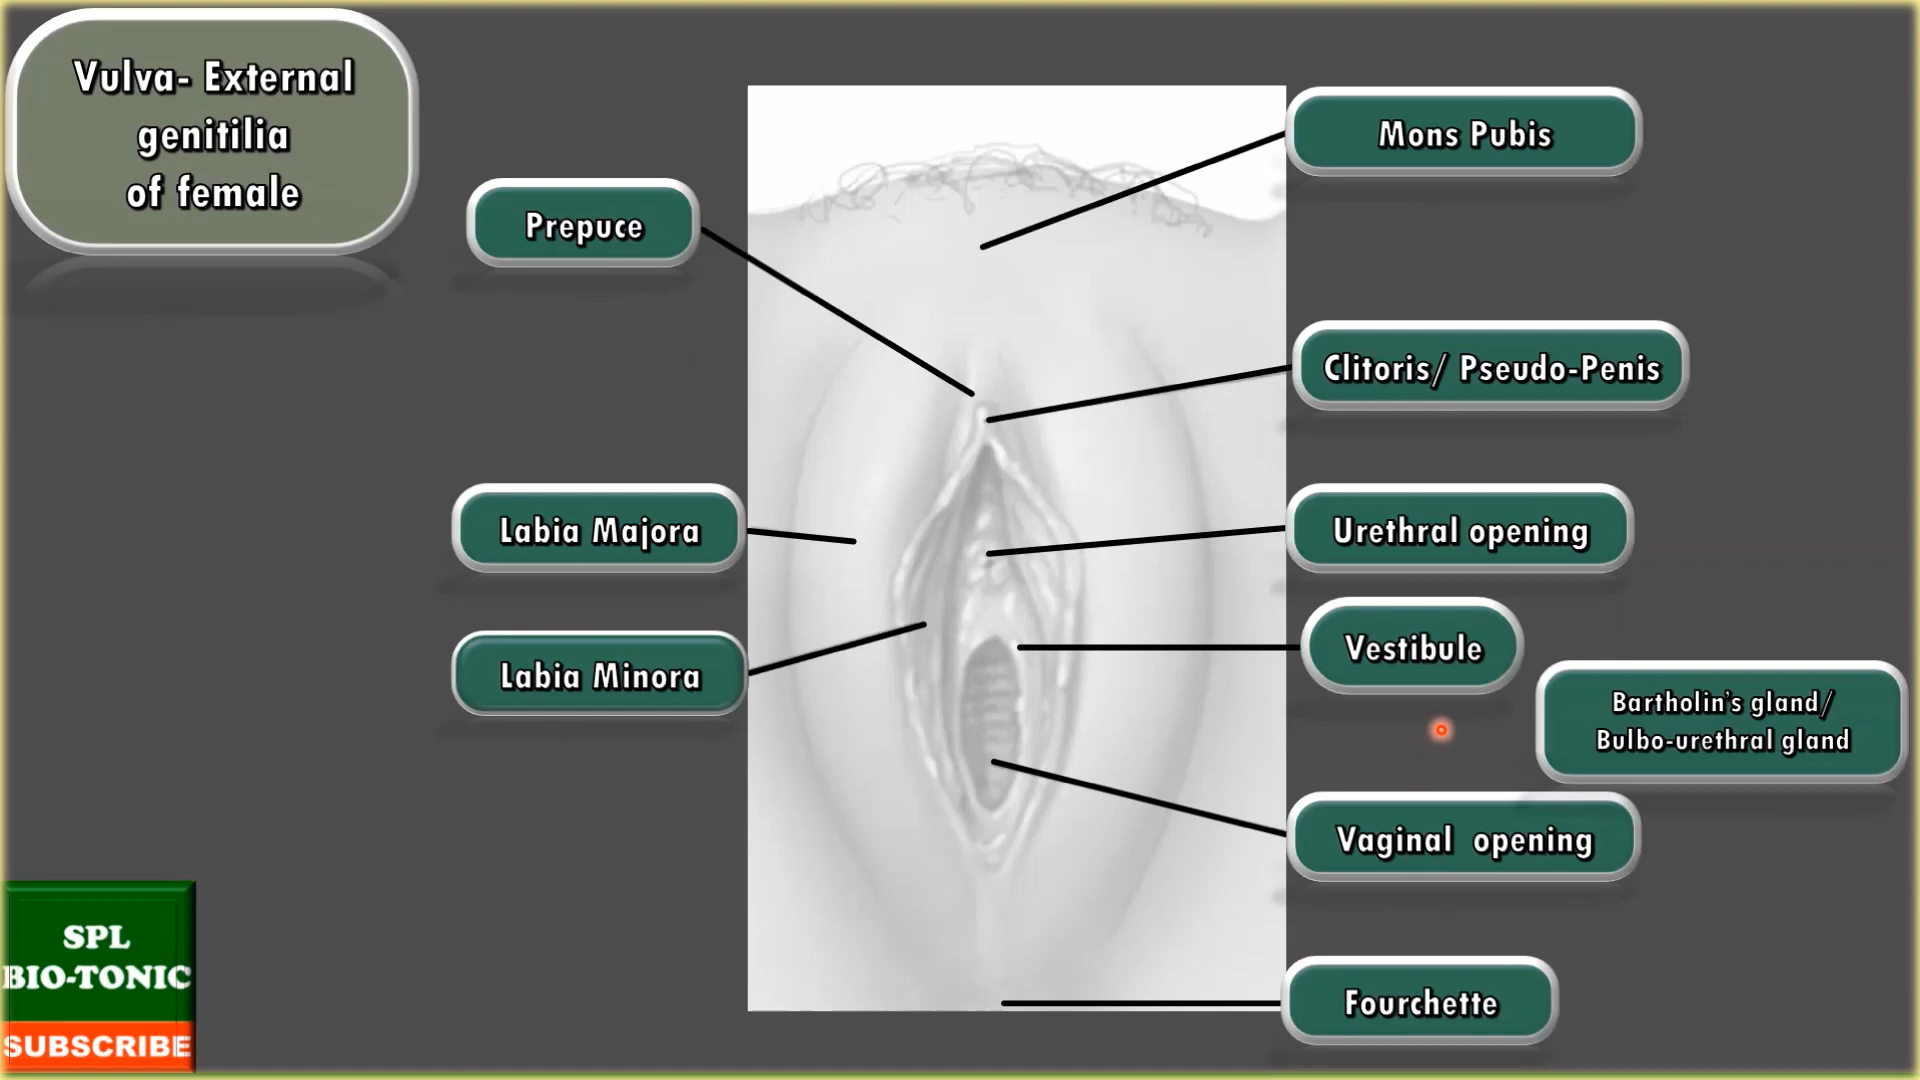 Vulva- External
genitilia
of female
Mons Pubis
Prepuce
Clitoris/ Pseudo-Penis
Labia Majora
Urethral opening
Labia Minora
Vestibule
Bartholin's gland/
Bulbo-urethral gland
Vaginal opening
Fourchette
SPL
BIO-TONIC
SUBSCRIBE